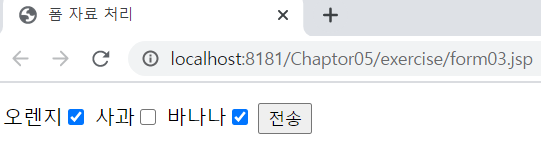 폼 자료 처리
localhost:8181/Chaptor05/exercise/form03.jsp
오렌지 사과 바나나 전송